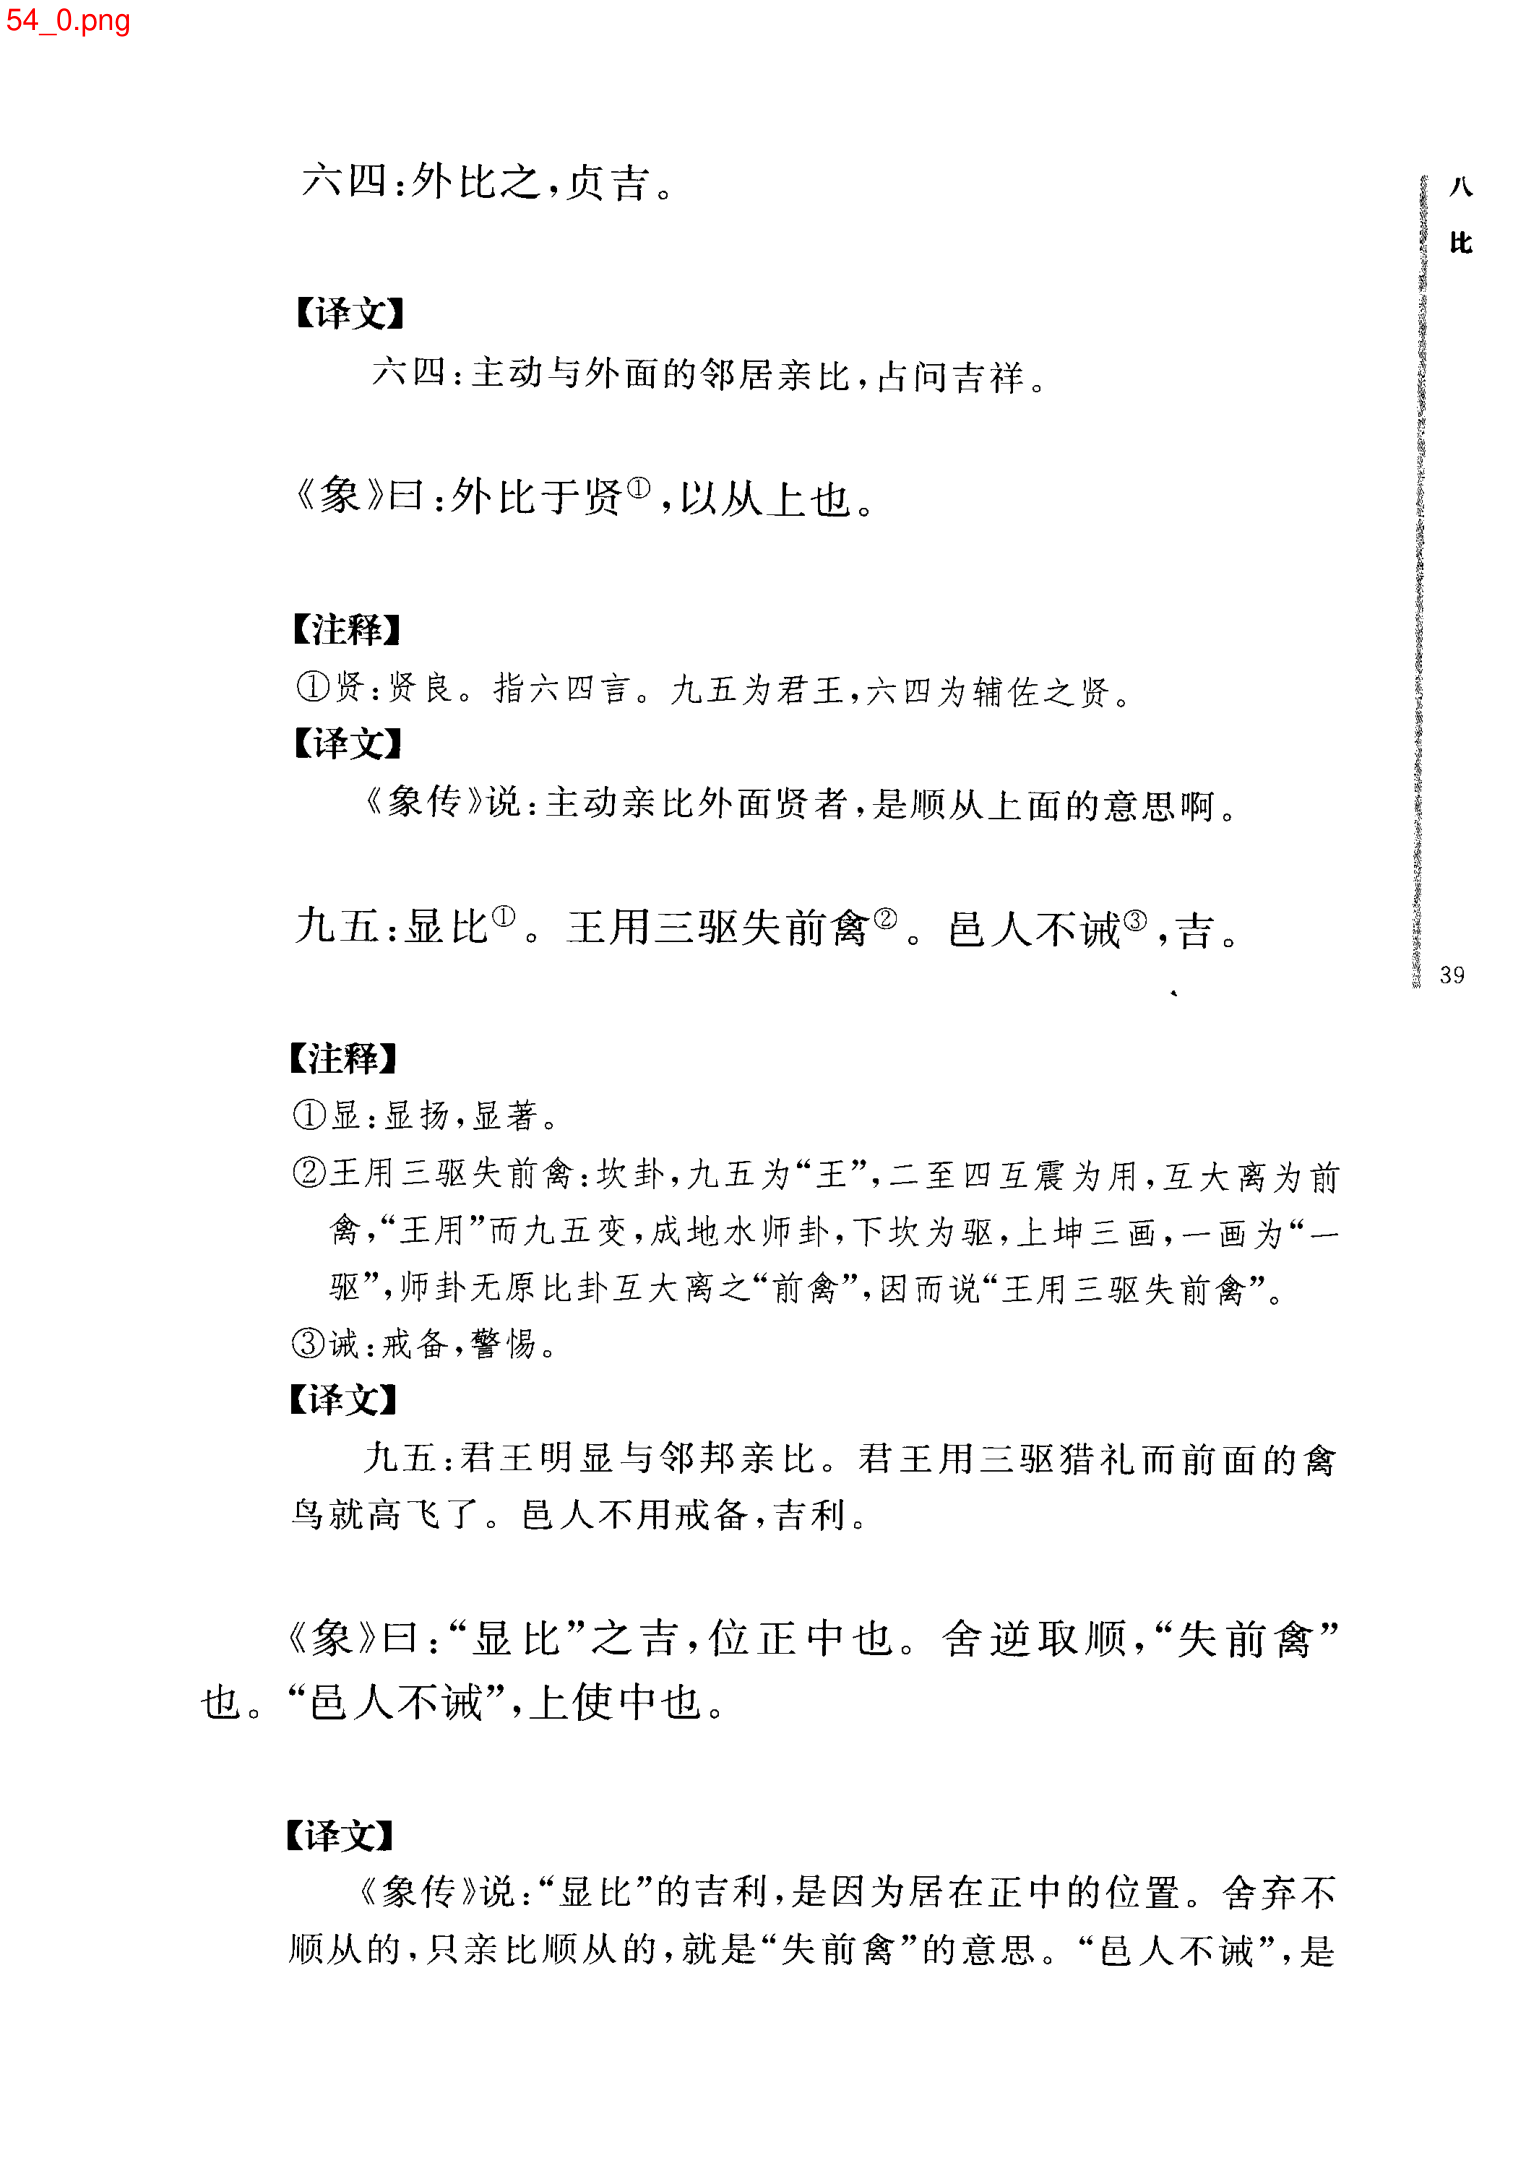 54_0.png
六四:外比之,贞吉。
【译文】
六四:主动与外面的邻居亲比,占问吉祥。
《象》曰:外比于贤①,以从上也。
【注释】
①贤:贤良。指六四言。九五为君王,六四为辅佐之贤。
【译文】
《象传》说:主动亲比外面贤者,是顺从上面的意思啊。
九五:显比①。王用三驱失前禽②。邑人不诫③,吉。
【注释】
①显:显扬,显著。
②王用三驱失前禽:坎卦,九五为“王”,二至四互震为用,互大离为前
禽,“王用”而九五变,成地水师卦,下坎为驱,上坤三画,一画为“一
驱”,师卦无原比卦互大离之“前禽”,因而说“王用三驱失前禽”。
③诫:戒备,警惕。
【译文】
九五:君王明显与邻邦亲比。君王用三驱猎礼而前面的禽
鸟就高飞了。邑人不用戒备,吉利。
《象》曰:“显比”之吉,位正中也。舍逆取顺,“失前禽”
也。“邑人不诫”,上使中也。
【译文】
《象传》说:“显比”的吉利,是因为居在正中的位置。舍弃不
顺从的,只亲比顺从的,就是“失前禽”的意思。“邑人不诫”,是
八
比
39